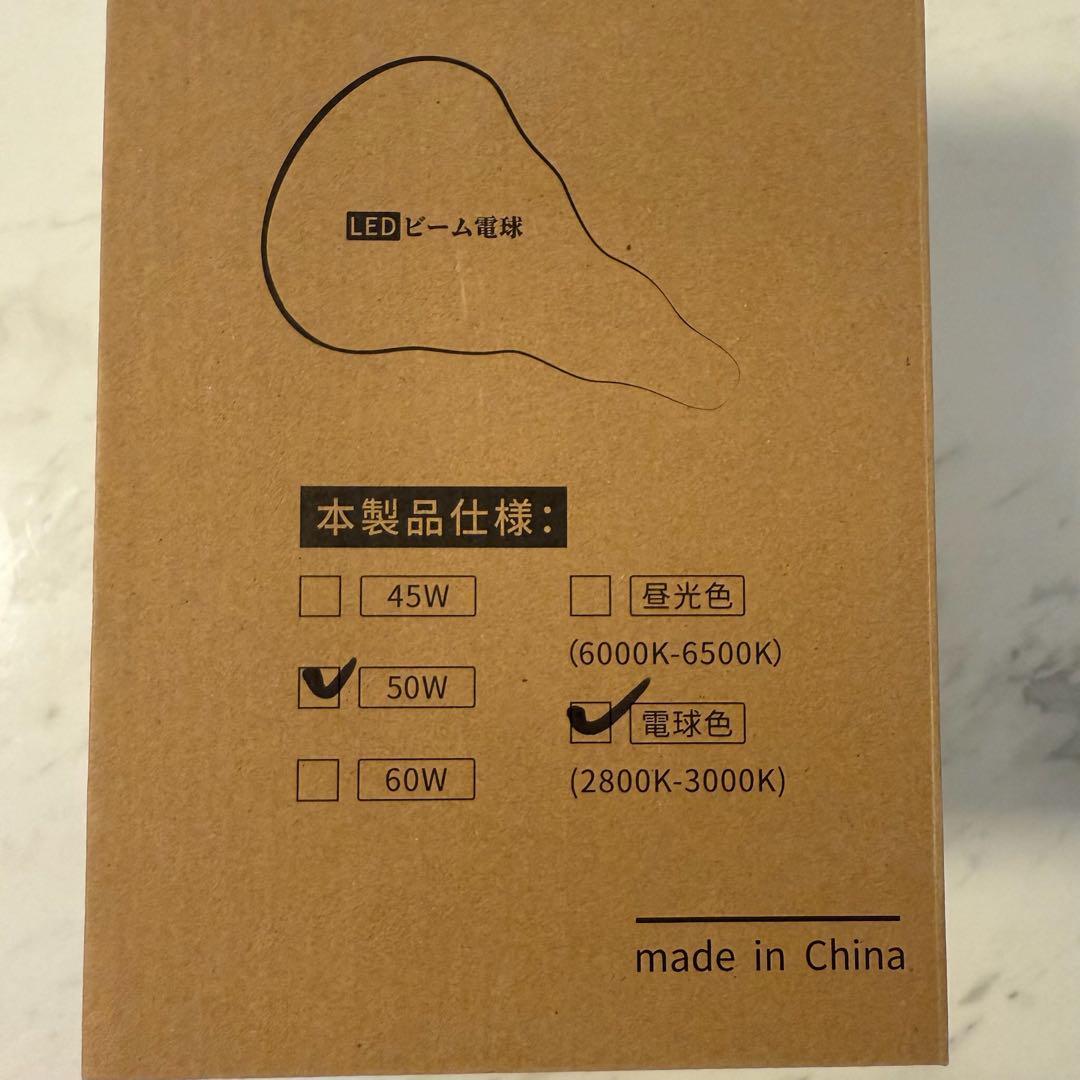 LEDビーム電球
本製品仕様:
45W
昼光色
(6000K-6500K)
50W
電球色
(2800K-3000K)
60W
made in China